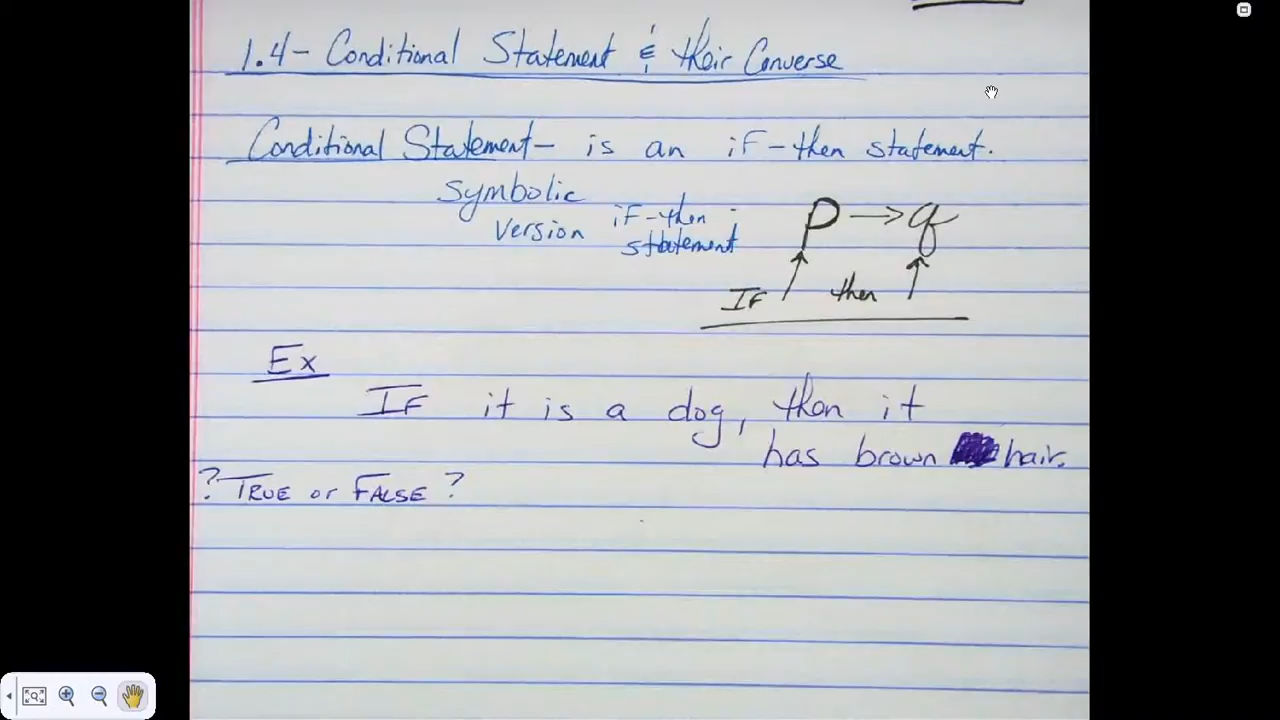 1.4 - Conditional Statement & their Converse
Conditional Statement - is an if-then statement.
Symbolic version if-then statement : P → q
If then
Ex
If it is a dog, then it
has brown hair.
? TRUE or FALSE ?